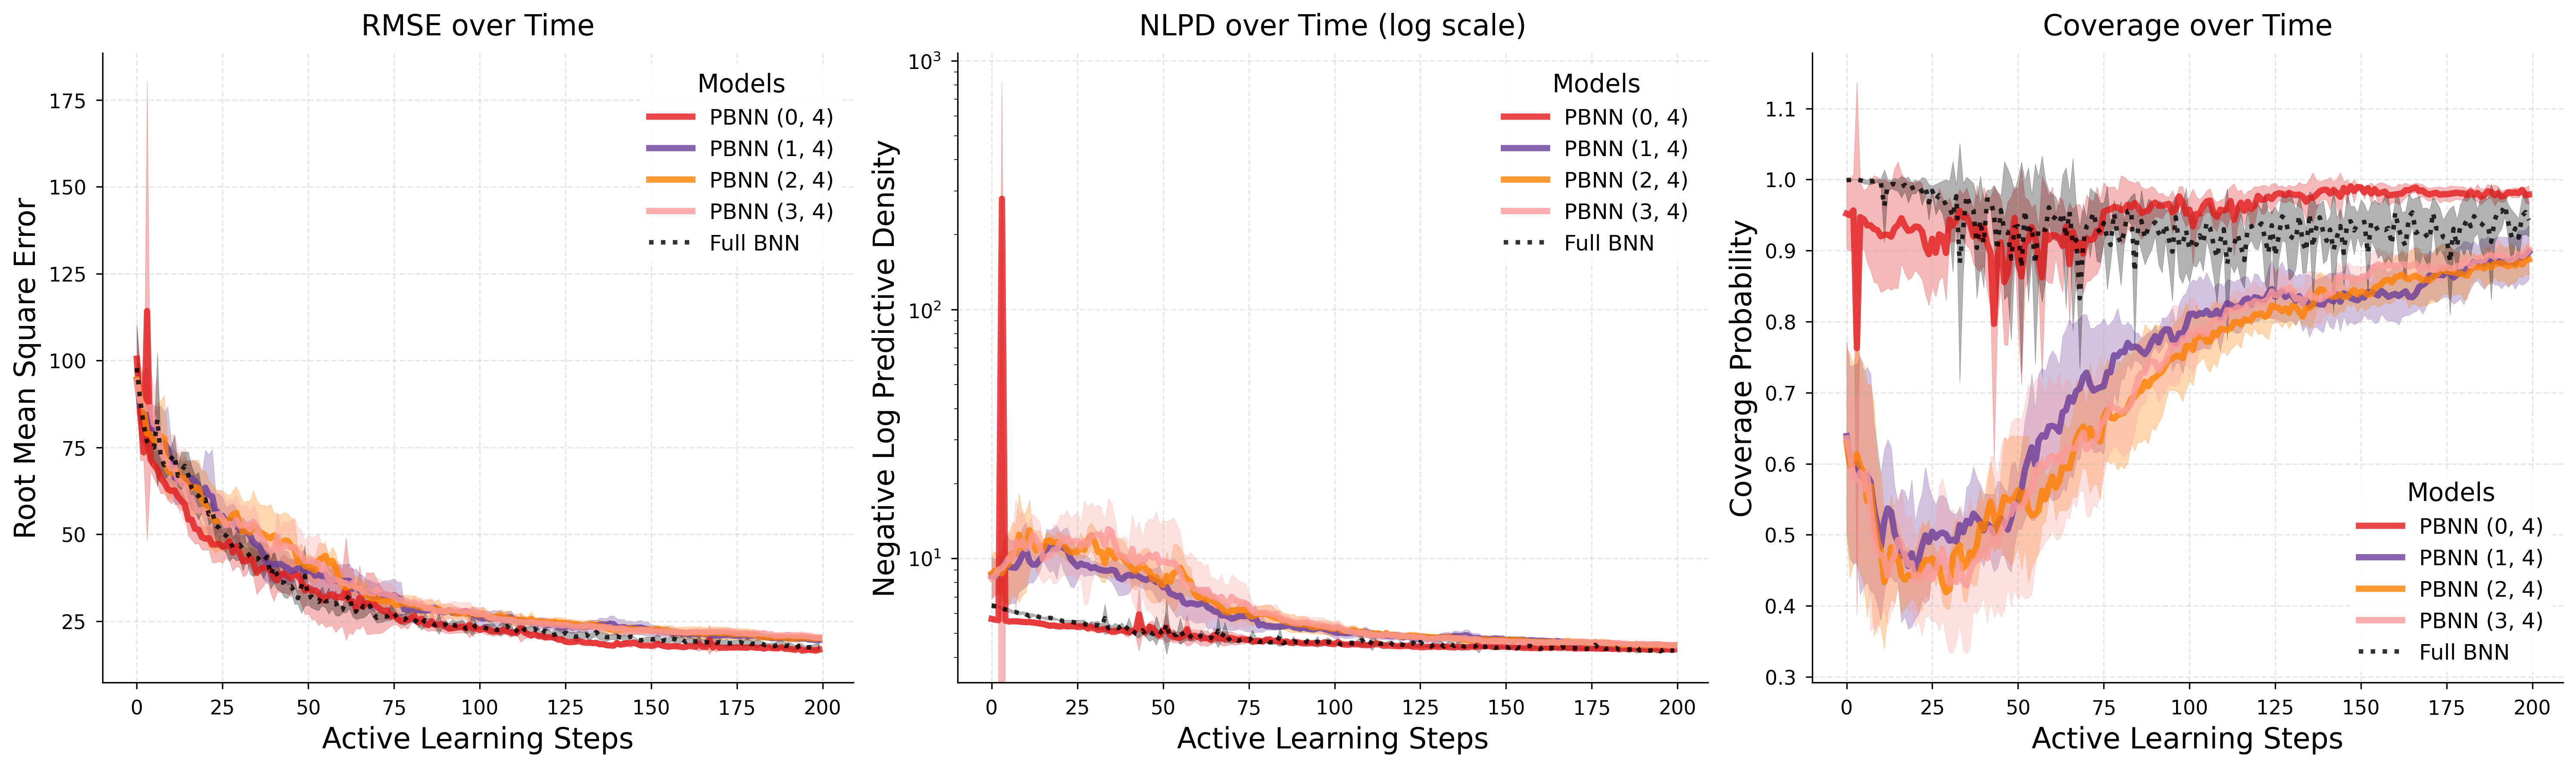 RMSE over Time
Root Mean Square Error
175
150
125
100
75
50
25
0 25 50 75 100 125 150 175 200
Active Learning Steps
Models
PBNN (0, 4)
PBNN (1, 4)
PBNN (2, 4)
PBNN (3, 4)
Full BNN
NLPD over Time (log scale)
Negative Log Predictive Density
10³
10²
10¹
0 25 50 75 100 125 150 175 200
Active Learning Steps
Models
PBNN (0, 4)
PBNN (1, 4)
PBNN (2, 4)
PBNN (3, 4)
Full BNN
Coverage over Time
Coverage Probability
1.1
1.0
0.9
0.8
0.7
0.6
0.5
0.4
0.3
0 25 50 75 100 125 150 175 200
Active Learning Steps
Models
PBNN (0, 4)
PBNN (1, 4)
PBNN (2, 4)
PBNN (3, 4)
Full BNN